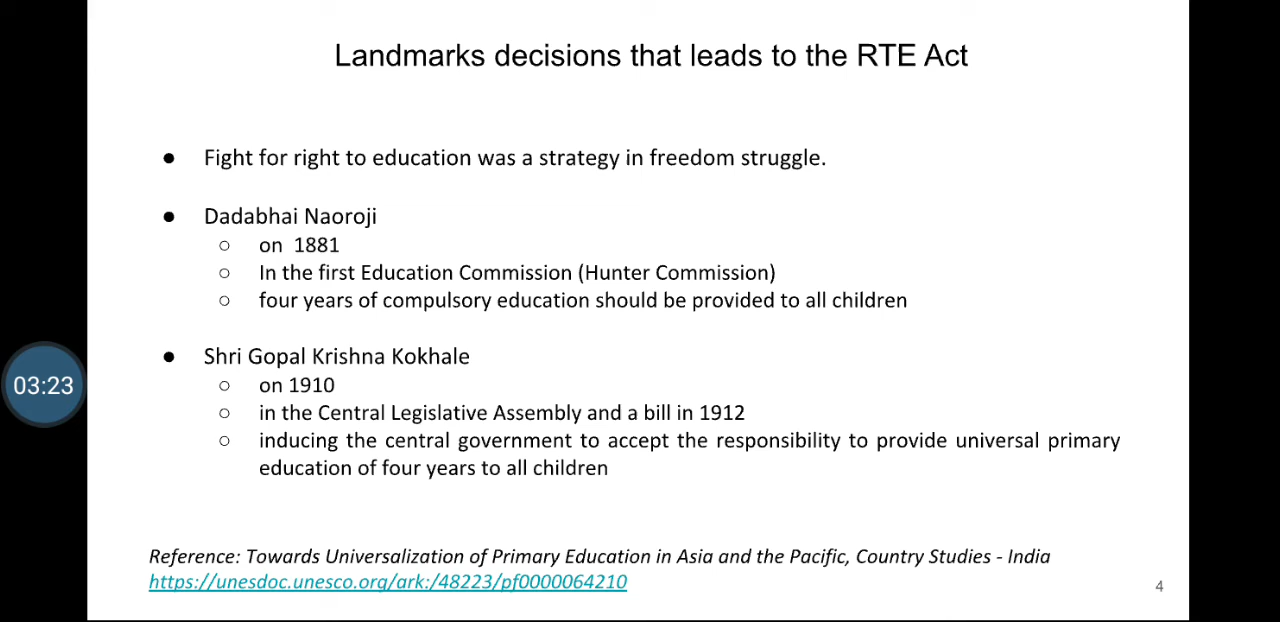 Landmarks decisions that leads to the RTE Act
● Fight for right to education was a strategy in freedom struggle.
● Dadabhai Naoroji
○ on 1881
○ In the first Education Commission (Hunter Commission)
○ four years of compulsory education should be provided to all children
● Shri Gopal Krishna Kokhale
○ on 1910
○ in the Central Legislative Assembly and a bill in 1912
○ inducing the central government to accept the responsibility to provide universal primary
education of four years to all children
03:23
Reference: Towards Universalization of Primary Education in Asia and the Pacific, Country Studies - India
https://unesdoc.unesco.org/ark:/48223/pf0000064210
4